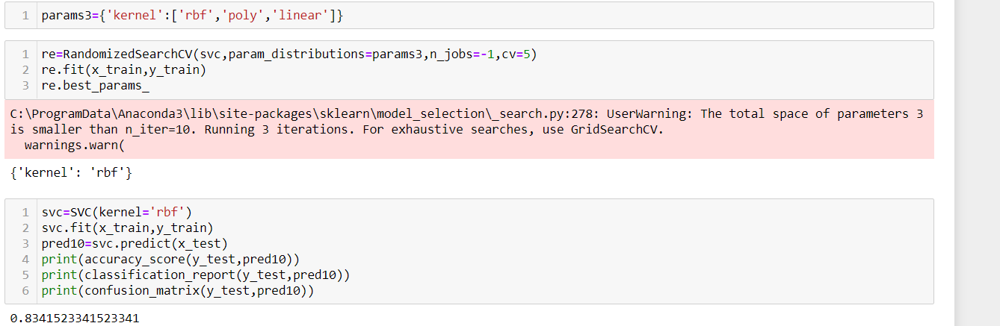 1 params3={'kernel':['rbf','poly','linear']}
1 re=RandomizedSearchCV(svc,param_distributions=params3,n_jobs=-1,cv=5)
2 re.fit(x_train,y_train)
3 re.best_params_
C:\ProgramData\Anaconda3\lib\site-packages\sklearn\model_selection\_search.py:278: UserWarning: The total space of parameters 3
is smaller than n_iter=10. Running 3 iterations. For exhaustive searches, use GridSearchCV.
  warnings.warn(
{'kernel': 'rbf'}
1 svc=SVC(kernel='rbf')
2 svc.fit(x_train,y_train)
3 pred10=svc.predict(x_test)
4 print(accuracy_score(y_test,pred10))
5 print(classification_report(y_test,pred10))
6 print(confusion_matrix(y_test,pred10))
0.8341523341523341